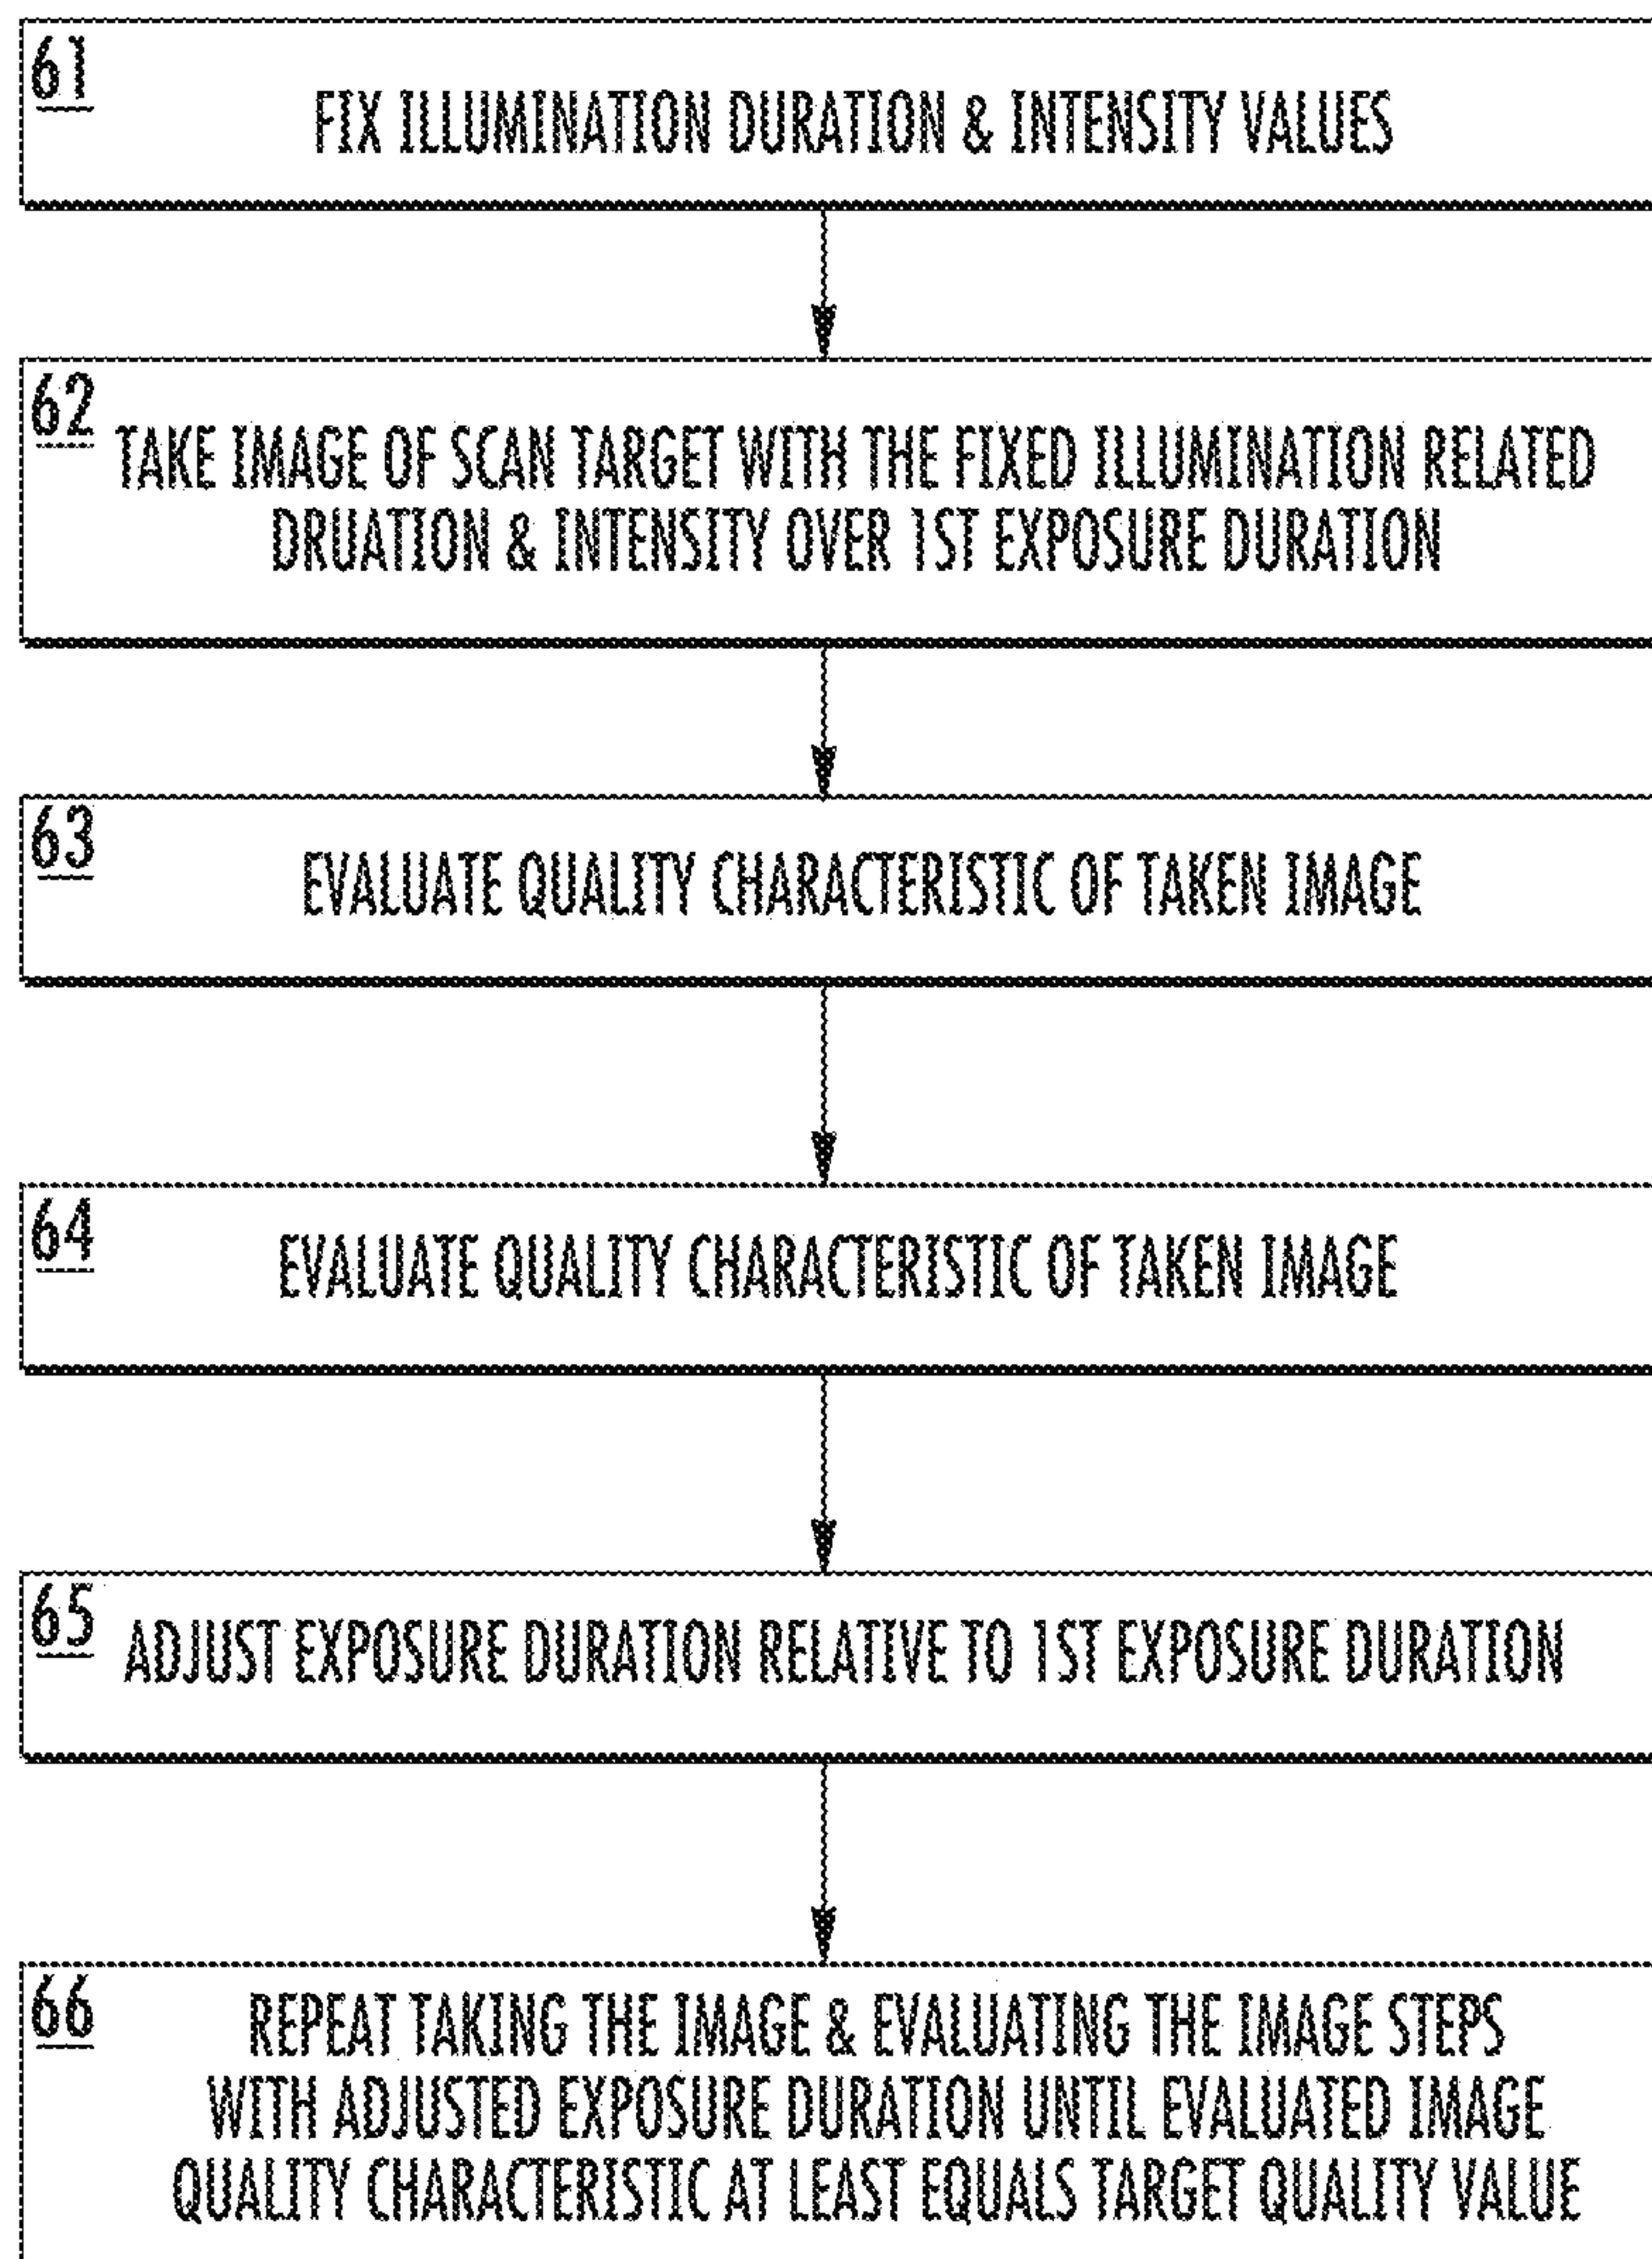 61
FIX ILLUMINATION DURATION & INTENSITY VALUES
62
TAKE IMAGE OF SCAN TARGET WITH THE FIXED ILLUMINATION RELATED
DRUATION & INTENSITY OVER 1ST EXPOSURE DURATION
63
EVALUATE QUALITY CHARACTERISTIC OF TAKEN IMAGE
64
EVALUATE QUALITY CHARACTERISTIC OF TAKEN IMAGE
65
ADJUST EXPOSURE DURATION RELATIVE TO 1ST EXPOSURE DURATION
66
REPEAT TAKING THE IMAGE & EVALUATING THE IMAGE STEPS
WITH ADJUSTED EXPOSURE DURATION UNTIL EVALUATED IMAGE
QUALITY CHARACTERISTIC AT LEAST EQUALS TARGET QUALITY VALUE